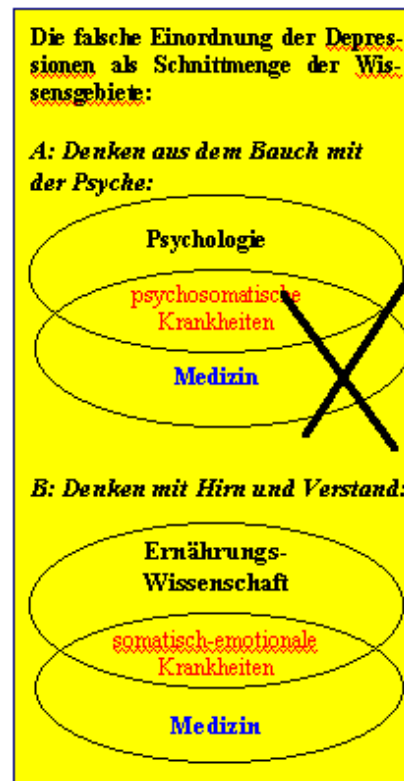 Die falsche Einordnung der Depres-
sionen als Schnittmenge der Wis-
sensgebiete:
A: Denken aus dem Bauch mit
der Psyche:
Psychologie
psychosomatische
Krankheiten
Medizin
B: Denken mit Hirn und Verstand:
Ernährungs-
Wissenschaft
somatisch-emotionale
Krankheiten
Medizin